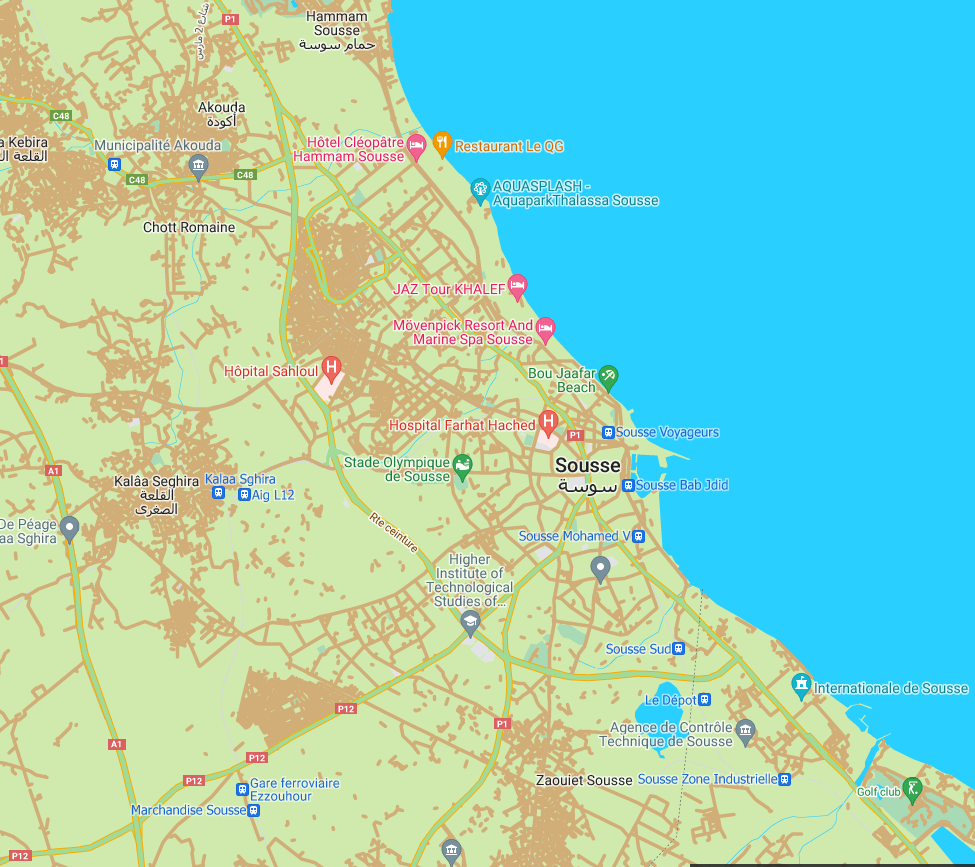 Hammam
Sousse
حمام سوسة
P1
شارع 2 مارس
Akouda
أكودة
C48
Kebira
القلعة
Municipalité Akouda
C48
C48
Hôtel Cléopâtre
Hammam Sousse
Restaurant Le QG
AQUASPLASH -
AquaparkThalassa Sousse
Chott Romaine
JAZ Tour KHALEF
Mövenpick Resort And
Marine Spa Sousse
Hôpital Sahloul
H
Bou Jaafar
Beach
Hospital Farhat Hached
H
P1
Sousse Voyageurs
Stade Olympique
de Sousse
Sousse
سوسة
Sousse Bab Jdid
A1
Kalâa Seghira
القلعة
الصغرى
Kalaa Sghira
Aig L12
De Péage
Sghira
Rte ceinture
Sousse Mohamed V
Higher
Institute of
Technological
Studies of...
Sousse Sud
Internationale de Sousse
Le Dépot
P12
P1
Agence de Contrôle
Technique de Sousse
A1
P12
P12
Gare ferroviaire
Ezzouhour
Marchandise Sousse
Zaouiet Sousse
Sousse Zone Industrielle
Golf club
P12